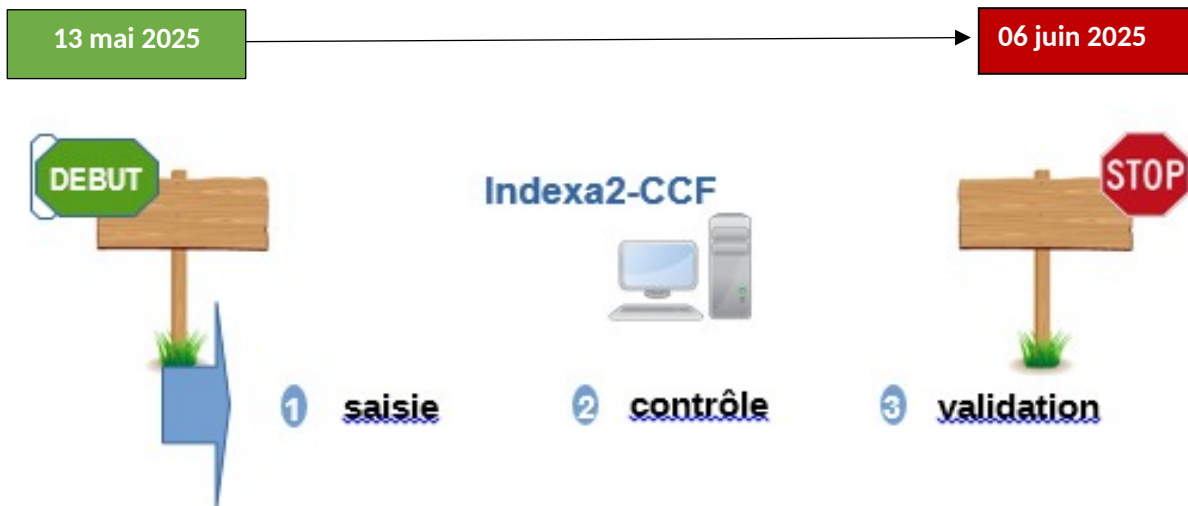 13 mai 2025
06 juin 2025
DEBUT
STOP
Indexa2-CCF
1 saisie
2 contrôle
3 validation